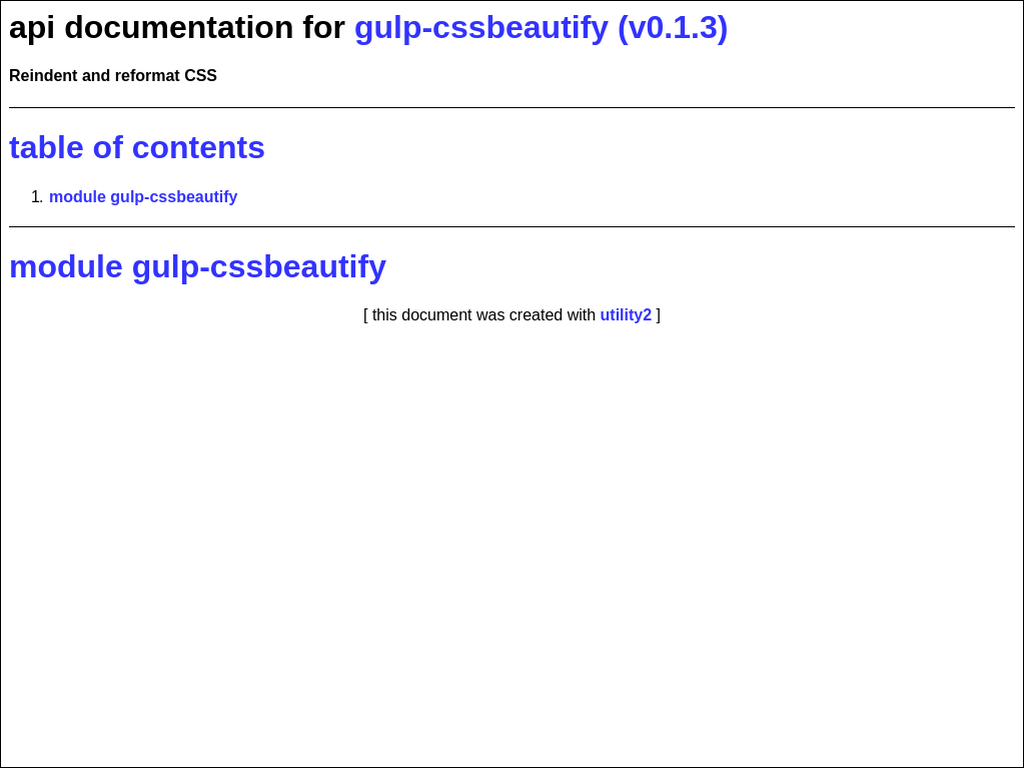 api documentation for gulp-cssbeautify (v0.1.3)
Reindent and reformat CSS
table of contents
1. module gulp-cssbeautify
module gulp-cssbeautify
[ this document was created with utility2 ]